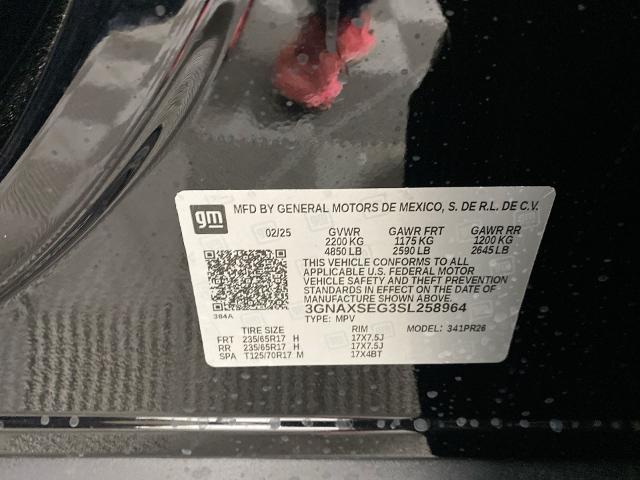 gm
MFD BY GENERAL MOTORS DE MEXICO, S. DE R.L. DE C.V.
02/25 GVWR GAWR FRT GAWR RR
2200 KG 1175 KG 1200 KG
4850 LB 2590 LB 2645 LB
THIS VEHICLE CONFORMS TO ALL
APPLICABLE U.S. FEDERAL MOTOR
VEHICLE SAFETY AND THEFT PREVENTION
STANDARDS IN EFFECT ON THE DATE OF
MANUFACTURE SHOWN ABOVE.
3GNAXSEG3SL258964
384A TYPE: MPV
TIRE SIZE RIM MODEL: 341PR26
FRT 235/65R17 H 17X7.5J
RR 235/65R17 H 17X7.5J
SPA T125/70R17 M 17X4BT